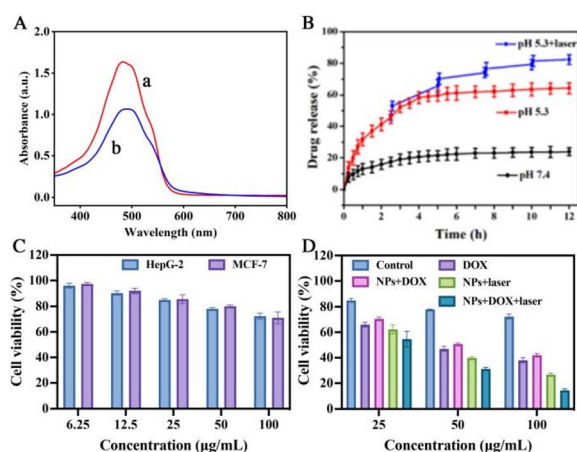 A
Absorbance (a.u.)
2.0
1.5
1.0
0.5
0.0
a
b
400 500 600 700 800
Wavelength (nm)
B
Drug release (%)
100
80
60
40
20
0
pH 5.3+laser
pH 5.3
pH 7.4
0 2 4 6 8 10 12
Time (h)
C
Cell viability (%)
120
100
80
60
40
20
0
HepG-2 MCF-7
6.25 12.5 25 50 100
Concentration (μg/mL)
D
Cell viability (%)
120
100
80
60
40
20
0
Control DOX
NPs+DOX NPs+laser
NPs+DOX+laser
25 50 100
Concentration (μg/mL)